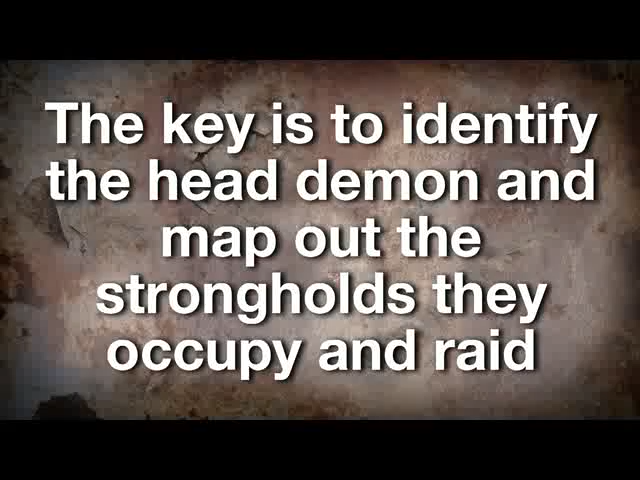 The key is to identify
the head demon and
map out the
strongholds they
occupy and raid